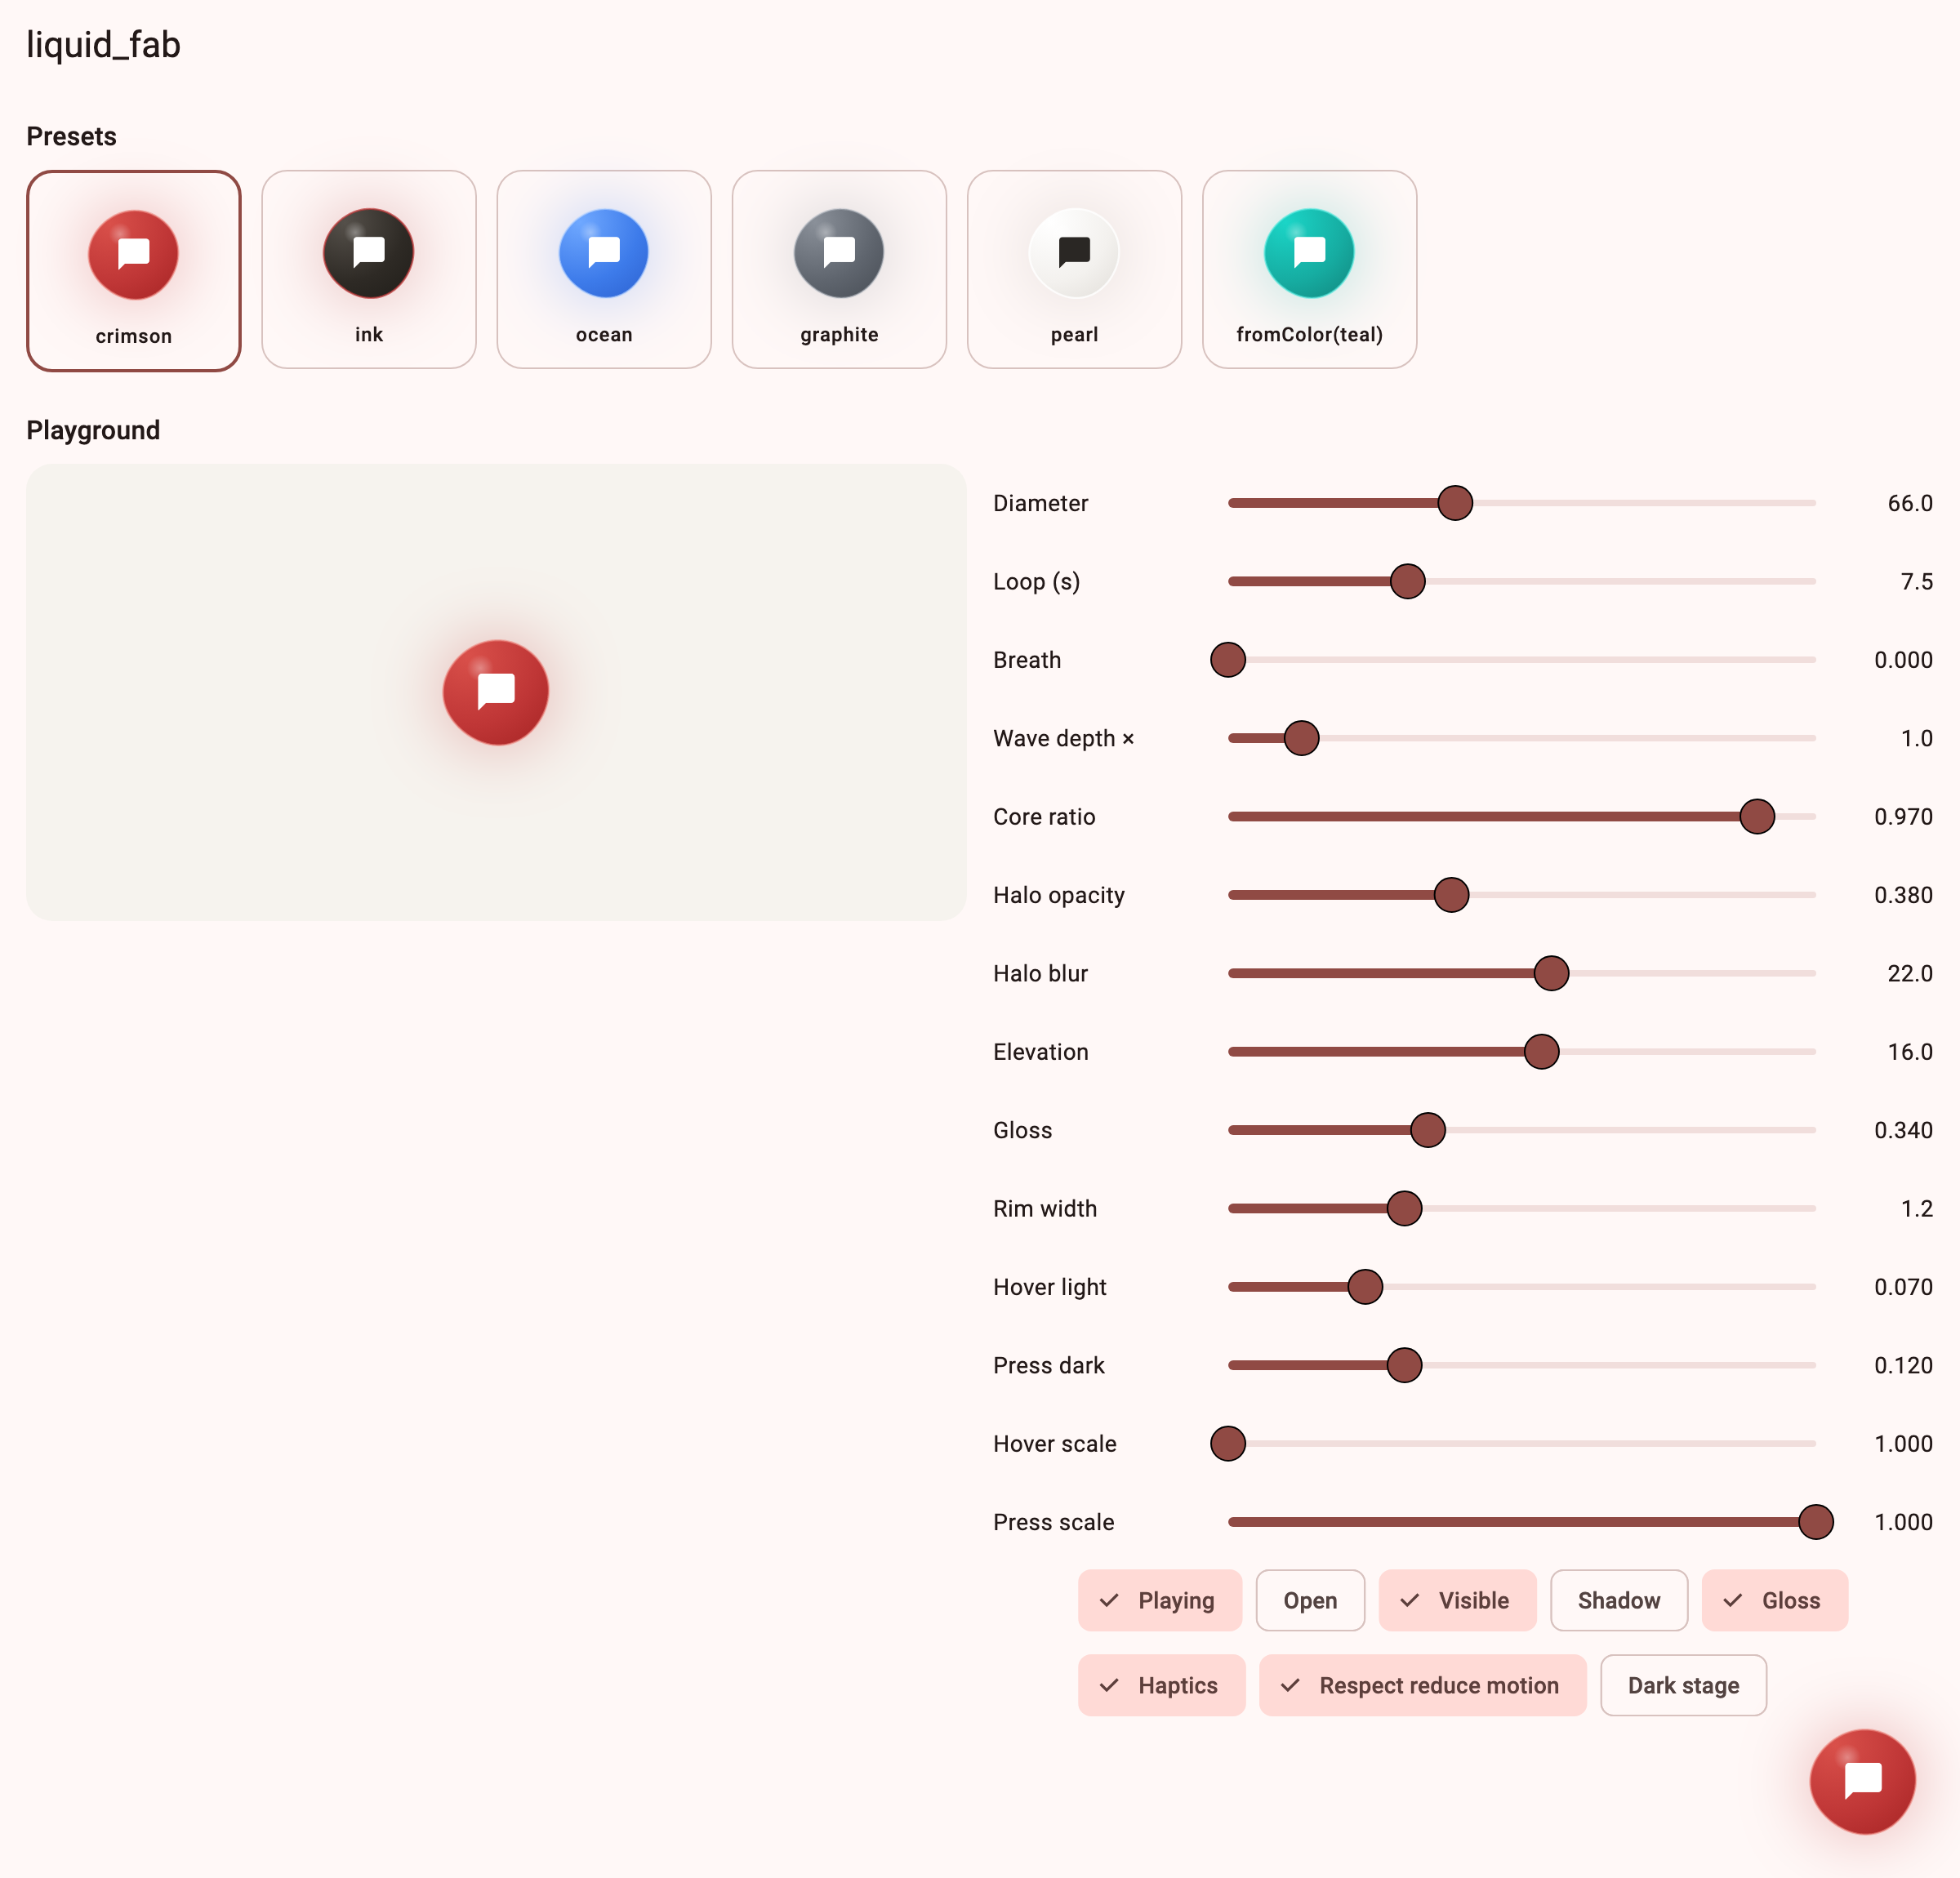 liquid_fab
Presets
crimson
ink
ocean
graphite
pearl
fromColor(teal)
Playground
Diameter 66.0
Loop (s) 7.5
Breath 0.000
Wave depth × 1.0
Core ratio 0.970
Halo opacity 0.380
Halo blur 22.0
Elevation 16.0
Gloss 0.340
Rim width 1.2
Hover light 0.070
Press dark 0.120
Hover scale 1.000
Press scale 1.000
Playing Open Visible Shadow Gloss
Haptics Respect reduce motion Dark stage